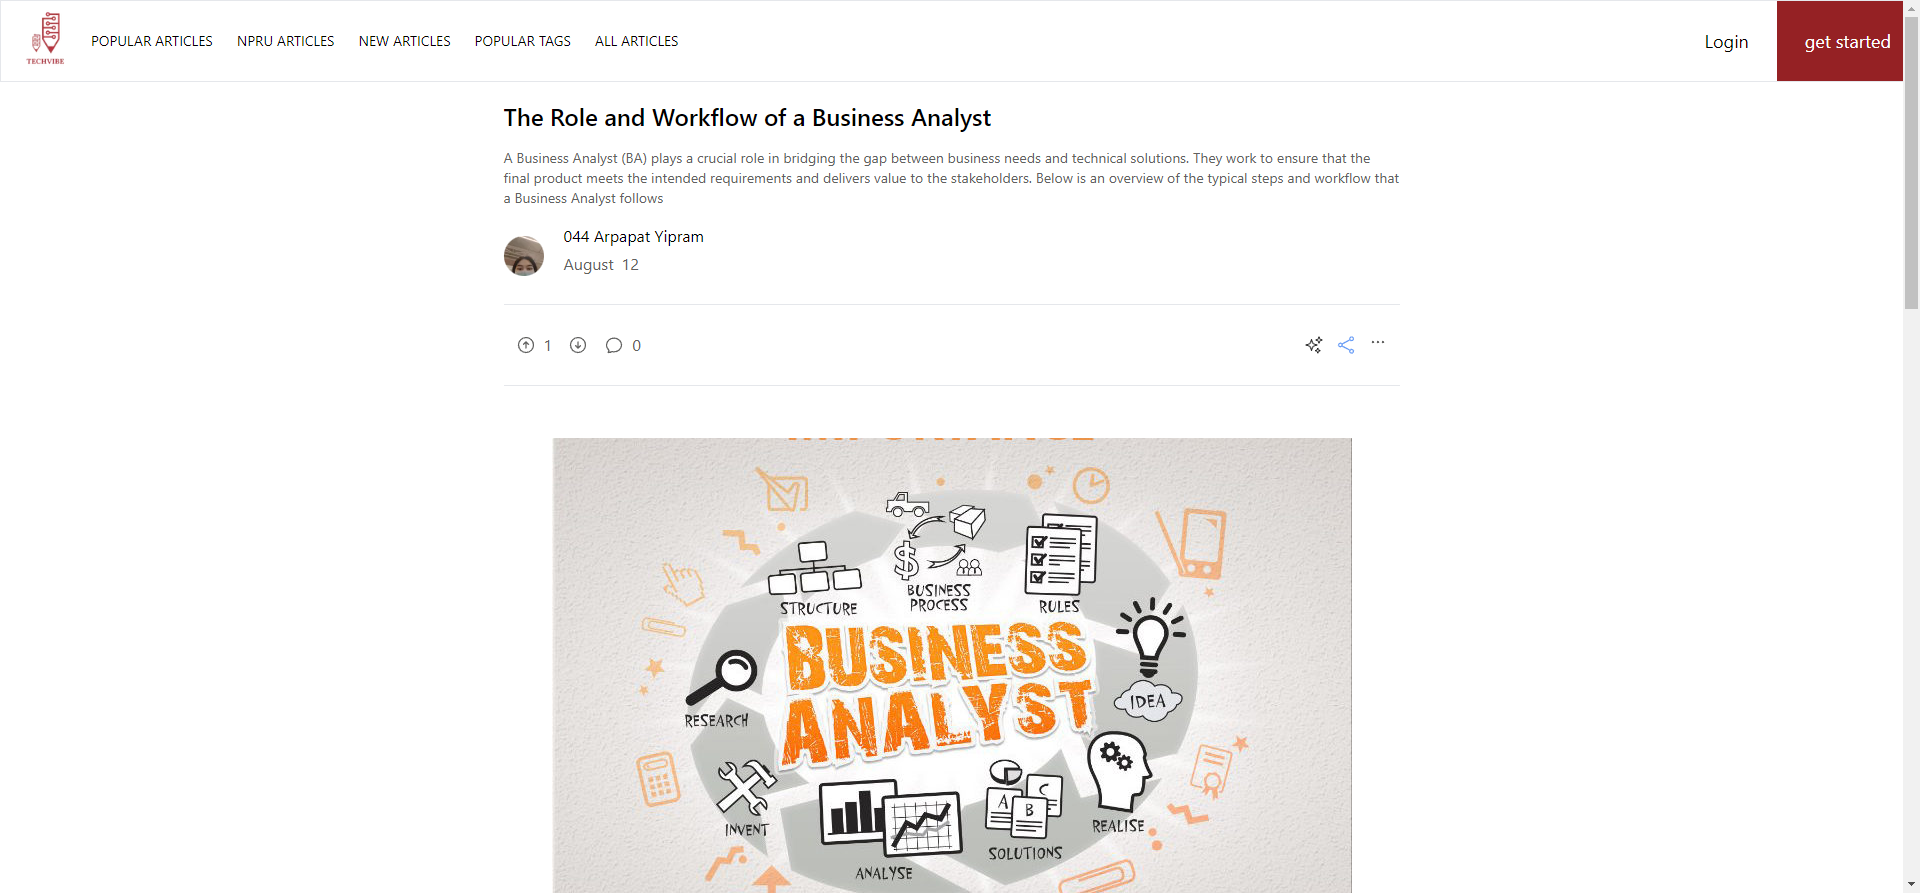 TECHVIBE
POPULAR ARTICLES
NPRU ARTICLES
NEW ARTICLES
POPULAR TAGS
ALL ARTICLES
Login
get started
The Role and Workflow of a Business Analyst
A Business Analyst (BA) plays a crucial role in bridging the gap between business needs and technical solutions. They work to ensure that the
final product meets the intended requirements and delivers value to the stakeholders. Below is an overview of the typical steps and workflow that
a Business Analyst follows
044 Arpapat Yipram
August 12
1
0
STRUCTURE
BUSINESS
PROCESS
RULES
BUSINESS
ANALYST
IDEA
RESEARCH
INVENT
ANALYSE
A
B
C
SOLUTIONS
REALISE